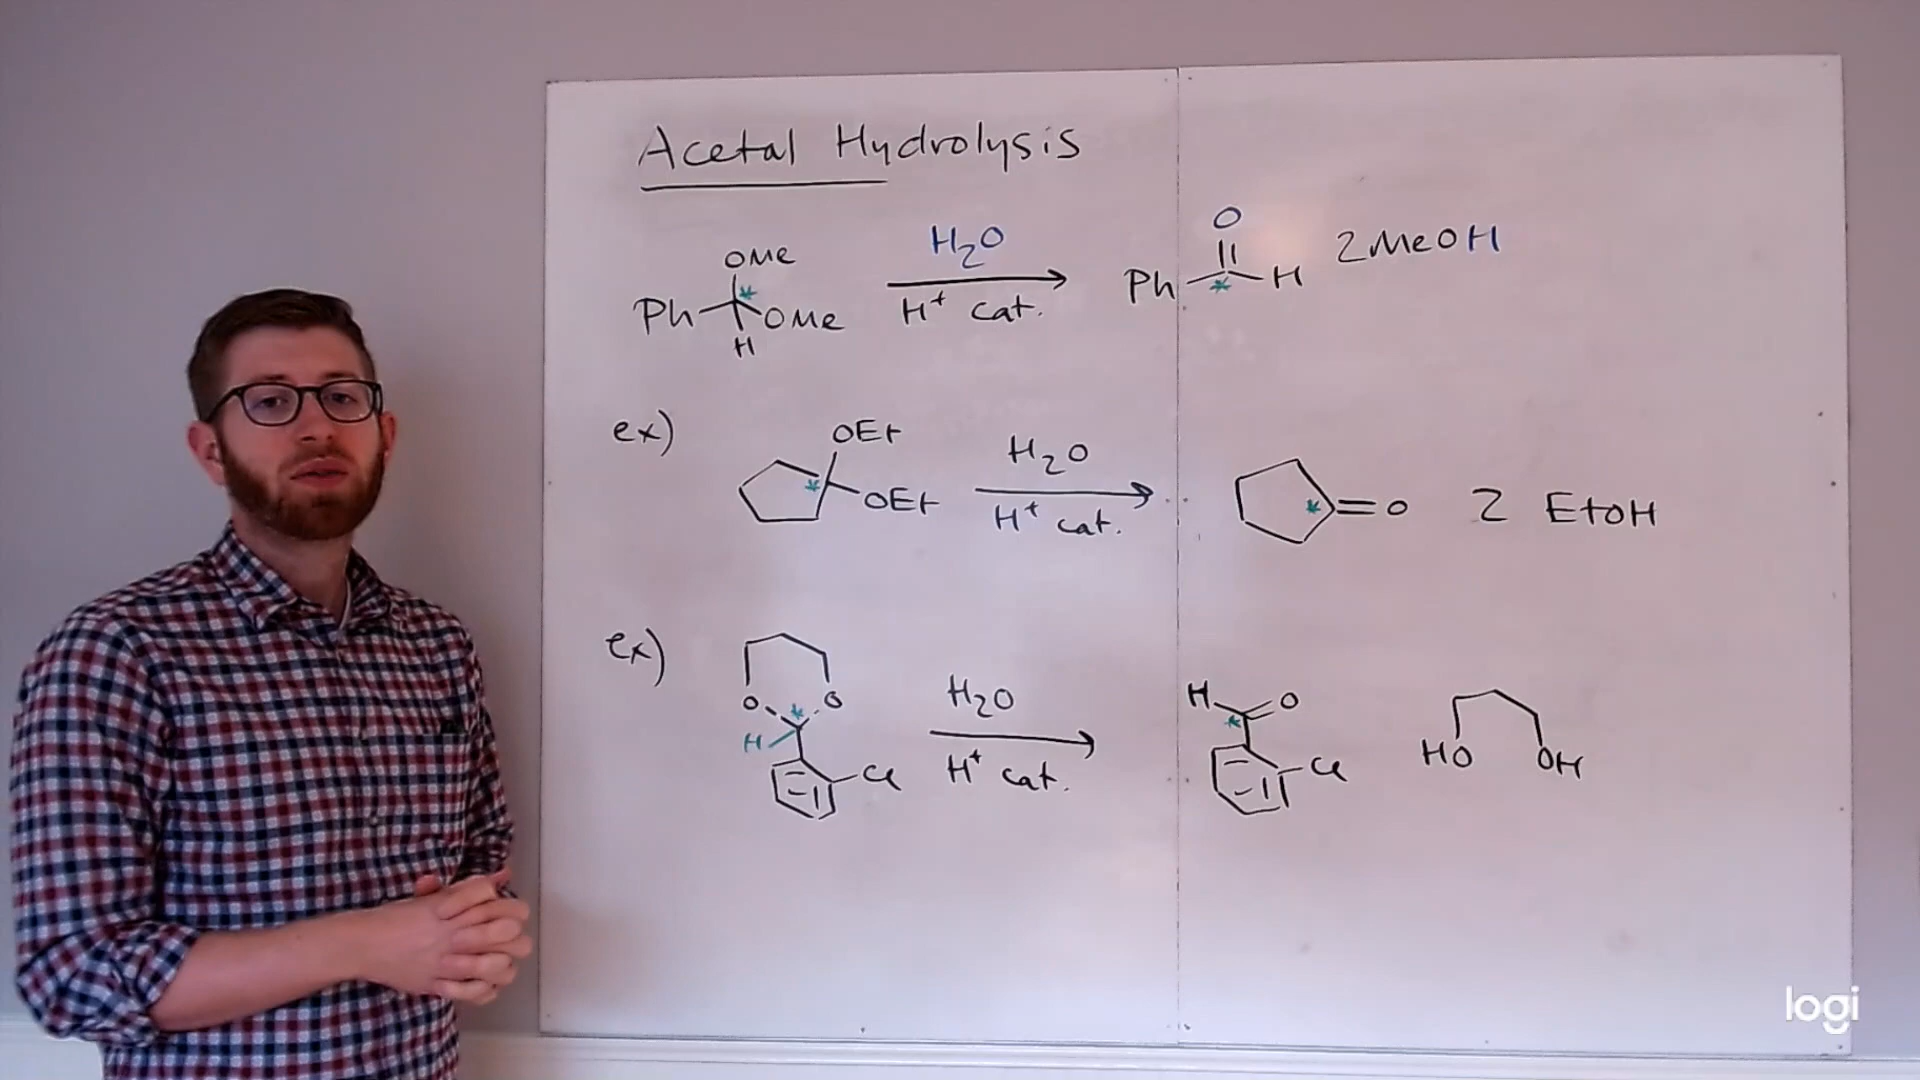 Acetal Hydrolysis
OMe H₂O O 2MeOH
Ph OMe H⁺ cat. Ph H
H
ex) OEt H₂O
OEt H⁺ cat. O 2 EtOH
ex)
O O H₂O H O
H HO OH
Cl H⁺ cat. Cl
logi